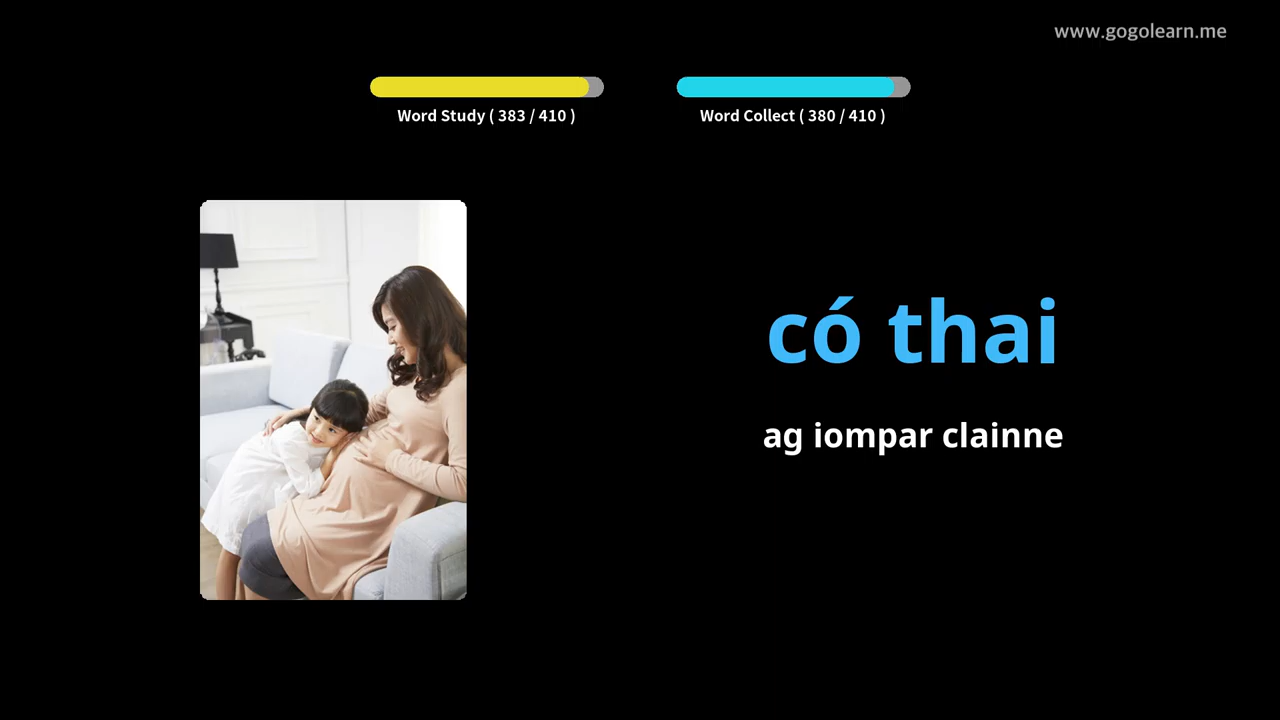 www.gogolearn.me
Word Study ( 383 / 410 )
Word Collect ( 380 / 410 )
có thai
ag iompar clainne